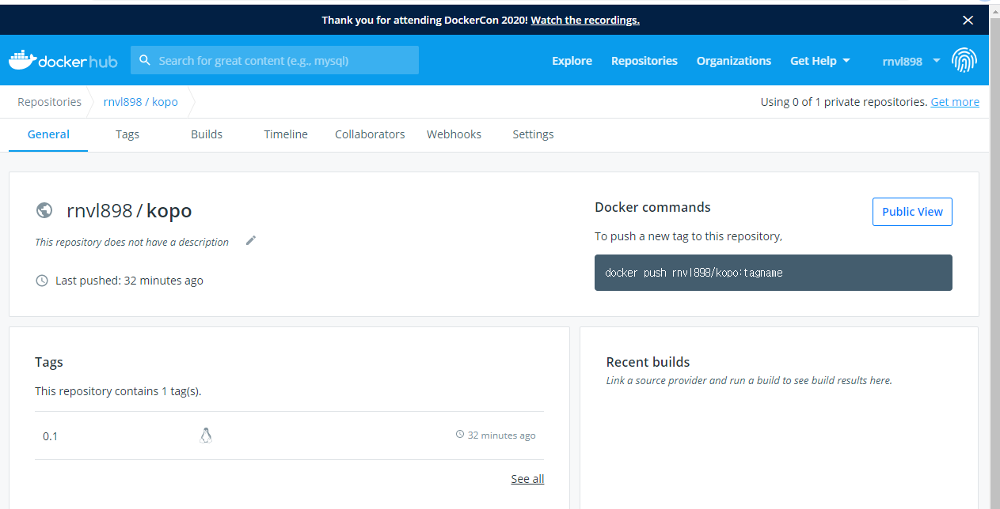 Thank you for attending DockerCon 2020! Watch the recordings.
dockerhub Search for great content (e.g., mysql) Explore Repositories Organizations Get Help rnvl898
Repositories rnvl898 / kopo Using 0 of 1 private repositories. Get more
General Tags Builds Timeline Collaborators Webhooks Settings
rnvl898 / kopo
This repository does not have a description
Last pushed: 32 minutes ago
Docker commands
Public View
To push a new tag to this repository,
docker push rnvl898/kopo:tagname
Tags
This repository contains 1 tag(s).
0.1 32 minutes ago
See all
Recent builds
Link a source provider and run a build to see build results here.